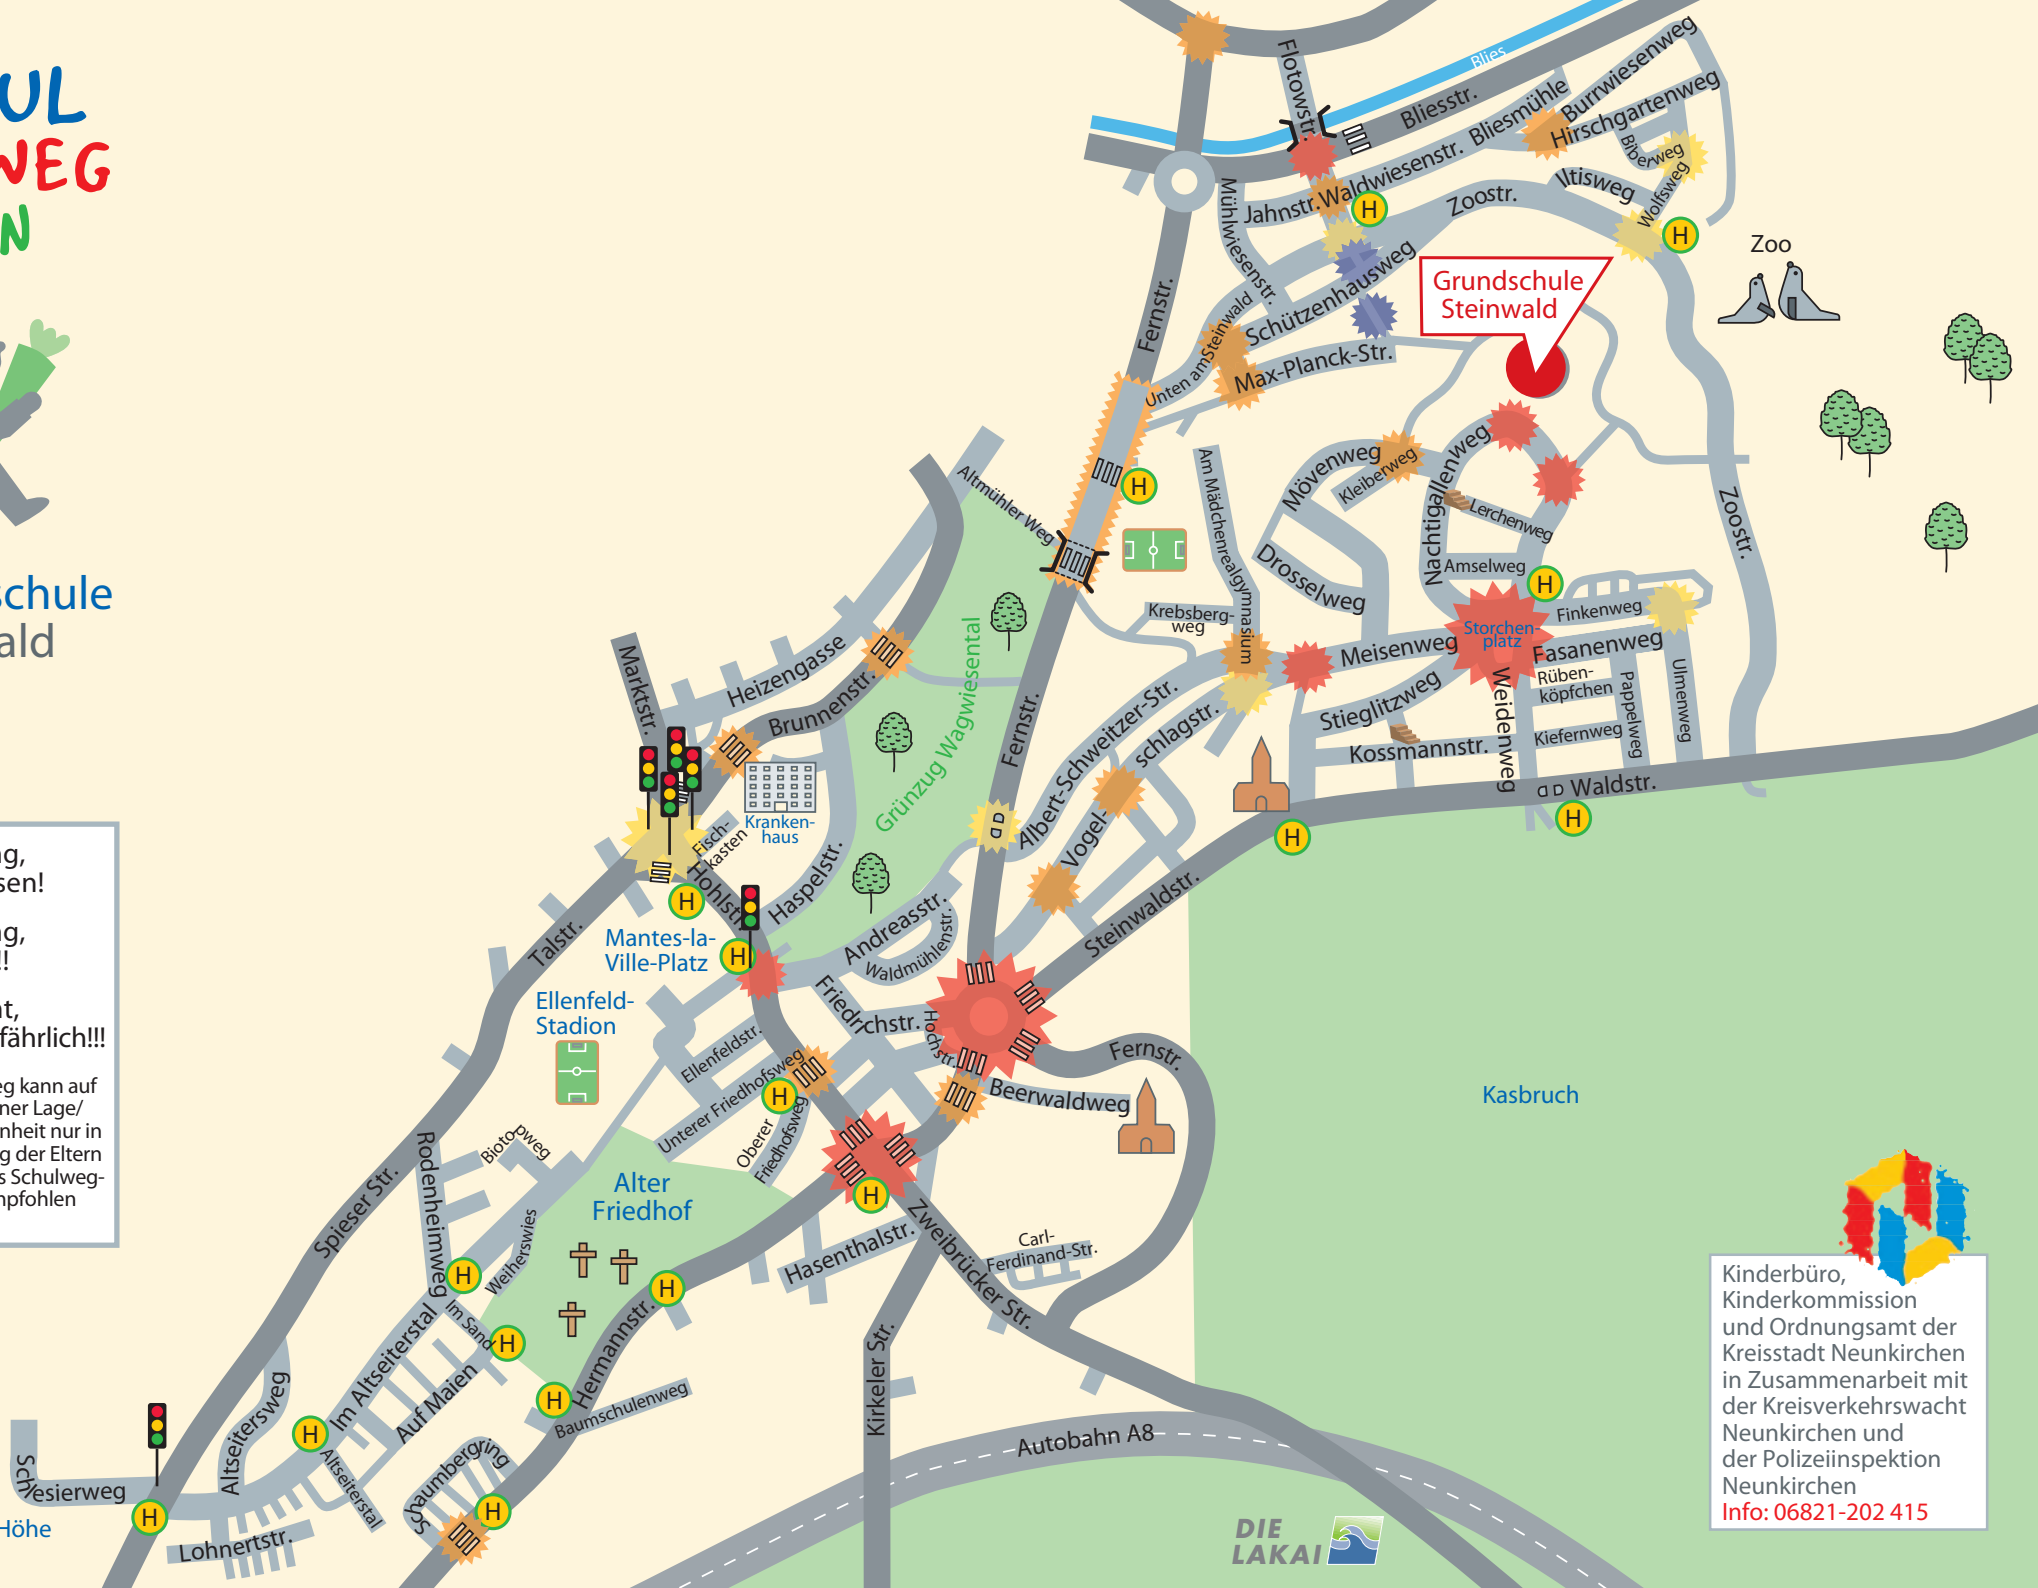 UL
WEG
N
schule
ald
g,
sen!
g,
!!
t,
fährlich!!!
eg kann auf
ner Lage/
nheit nur in
g der Eltern
s Schulweg-
mpfohlen
Höhe
Flotowstr.
Blies
Bliesstr.
Bliesmühle
Burrwiesenweg
Hirschgartenweg
Biberweg
Wolfsweg
Iltisweg
Waldwiesenstr.
Jahnstr.
Mühlwiesenstr.
Zoostr.
H
H
Zoo
Schützenhausweg
Grundschule
Steinwald
Unten am Steinwald
Max-Planck-Str.
Fernstr.
H
Altmühler Weg
Am Mädchenrealgymnasium
Mövenweg
Kleiberweg
Nachtigallenweg
Lerchenweg
Amselweg
H
Drosselweg
Krebsberg-
weg
Storchen-
platz
Finkenweg
Fasanenweg
Meisenweg
Rüben-
köpfchen
Pappelweg
Ulmenweg
Kiefernweg
Weidenweg
Stieglitzweg
Kossmannstr.
Zoostr.
Waldstr.
H
H
Marktstr.
Heizengasse
Brunnenstr.
Grünzug Wagwiesental
Fernstr.
Albert-Schweitzer-Str.
Vogel-
schlagstr.
Steinwaldstr.
Kranken-
haus
Fisch-
kasten
Hohlstr.
Haspelstr.
H
Mantes-la-
Ville-Platz
H
Talstr.
Andreasstr.
Waldmühlenstr.
Ellenfeld-
Stadion
Friedrichstr.
Hochstr.
Ellenfeldstr.
Unterer Friedhofsweg
H
Oberer
Friedhofsweg
Beerwaldweg
Fernstr.
Kasbruch
Biotopweg
Rodenheimweg
Spieser Str.
Alter
Friedhof
H
Weiherswies
H
Im Sand
H
H
Hermannstr.
H
Hasenthalstr.
Zweibrücker Str.
Carl-
Ferdinand-Str.
Kirkeler Str.
Baumschulenweg
Im Altseiterstal
Auf Maien
H
Altseiterstal
Altseitersweg
Schaumbergring
H
Schlesierweg
H
Lohnertstr.
Autobahn A8
DIE
LAKAI
Kinderbüro,
Kinderkommission
und Ordnungsamt der
Kreisstadt Neunkirchen
in Zusammenarbeit mit
der Kreisverkehrswacht
Neunkirchen und
der Polizeiinspektion
Neunkirchen
Info: 06821-202 415